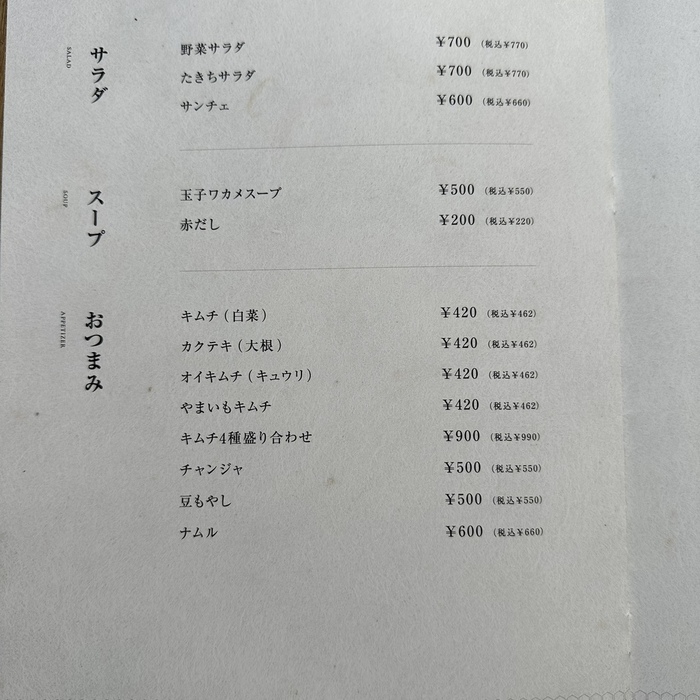 サラダ
SALAD
野菜サラダ ¥700 (税込¥770)
たきちサラダ ¥700 (税込¥770)
サンチェ ¥600 (税込¥660)
スープ
SOUP
玉子ワカメスープ ¥500 (税込¥550)
赤だし ¥200 (税込¥220)
おつまみ
APPETIZER
キムチ(白菜) ¥420 (税込¥462)
カクテキ(大根) ¥420 (税込¥462)
オイキムチ(キュウリ) ¥420 (税込¥462)
やまいもキムチ ¥420 (税込¥462)
キムチ4種盛り合わせ ¥900 (税込¥990)
チャンジャ ¥500 (税込¥550)
豆もやし ¥500 (税込¥550)
ナムル ¥600 (税込¥660)